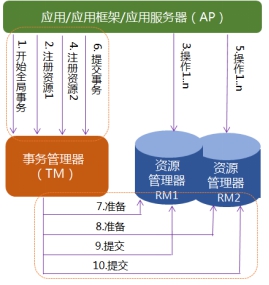 应用/应用框架/应用服务器（AP）
1. 开始全局事务
2. 注册资源1
4. 注册资源2
6. 提交事务
3.操作1..n
5.操作1..n
事务管理器
（TM）
资源
管理器
RM1
资源
管理器
RM2
7.准备
8.准备
9.提交
10.提交